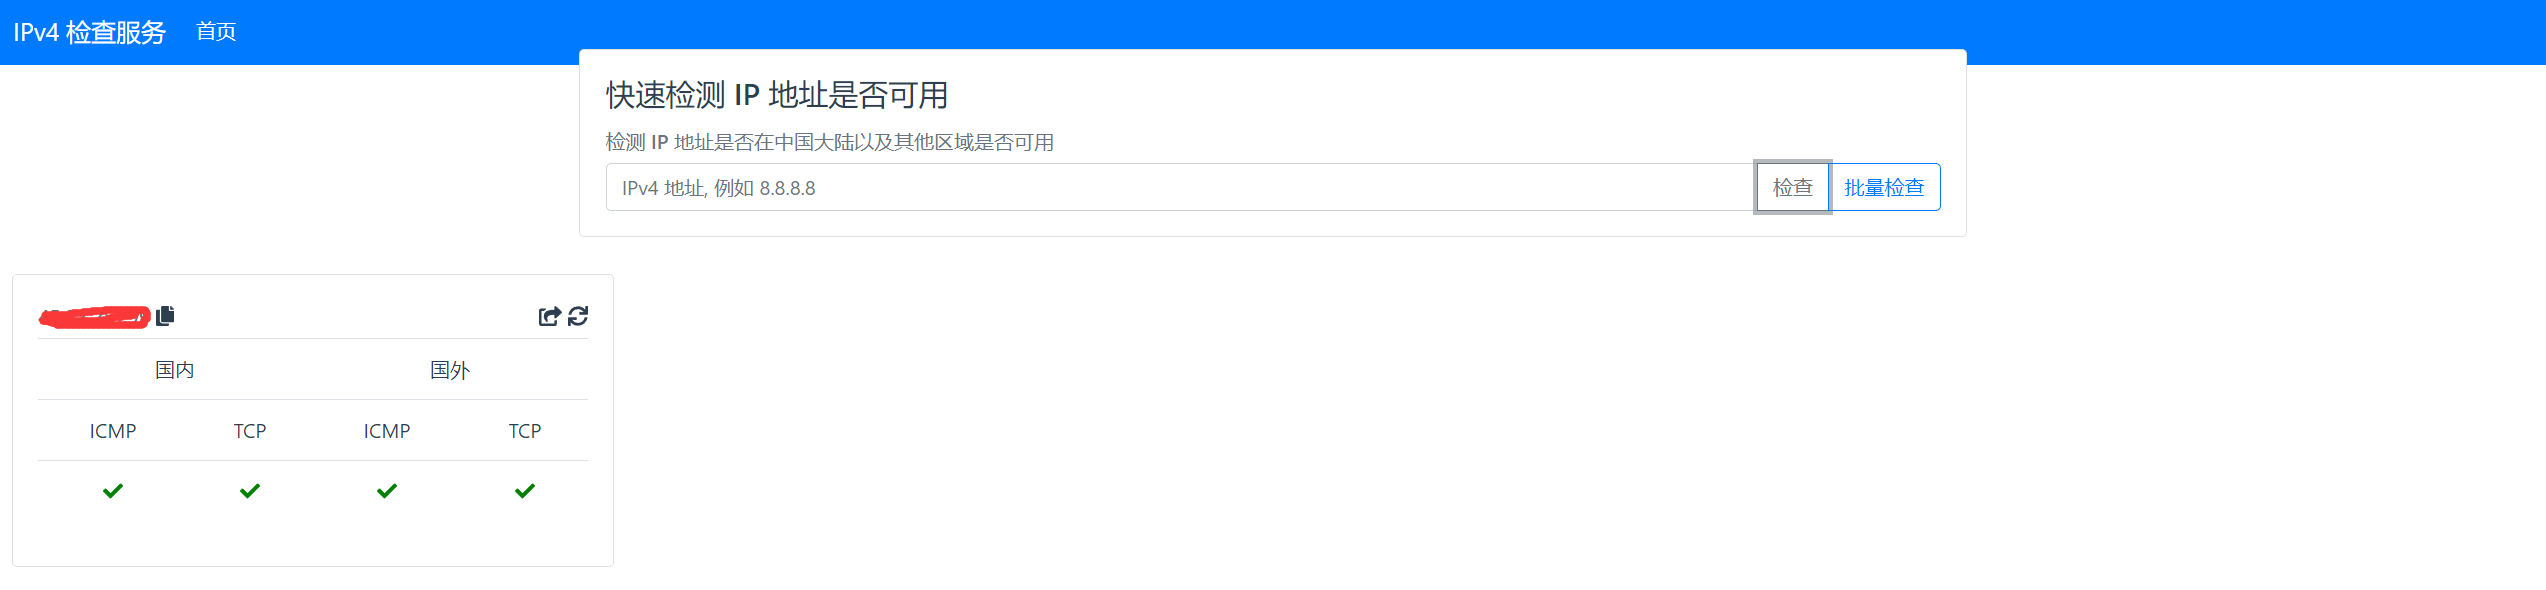 IPv4 检查服务 首页
快速检测 IP 地址是否可用
检测 IP 地址是否在中国大陆以及其他区域是否可用
IPv4 地址, 例如 8.8.8.8 检查 批量检查
国内 国外
ICMP TCP ICMP TCP